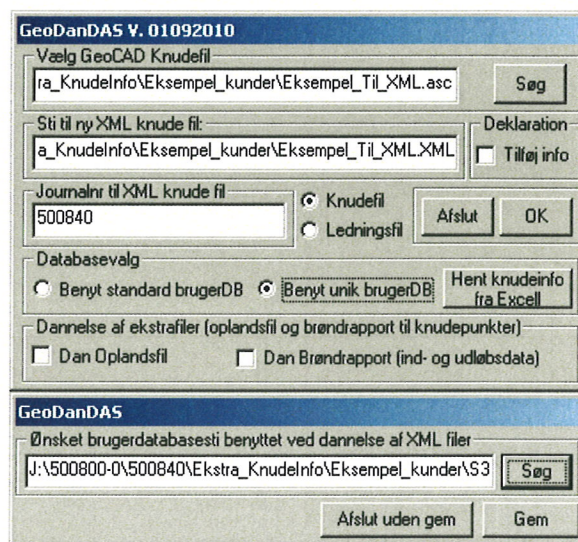 GeoDanDAS V. 01092010
Vælg GeoCAD Knudefil
ra_KnudeInfo\Eksempel_kunder\Eksempel_Til_XML.asc
Søg
Sti til ny XML knude fil:
a_KnudeInfo\Eksempel_kunder\Eksempel_Til_XML.XML
Deklaration
Tilføj info
Journalnr til XML knude fil
500840
Knudefil
Ledningsfil
Afslut
OK
Databasevalg
Benyt standard brugerDB
Benyt unik brugerDB
Hent knudeinfo
fra Excell
Dannelse af ekstrafiler (oplandsfil og brøndrapport til knudepunkter)
Dan Oplandsfil
Dan Brøndrapport (ind- og udløbsdata)
GeoDanDAS
Ønsket brugerdatabasesti benyttet ved dannelse af XML filer
J:\500800-0\500840\Ekstra_KnudeInfo\Eksempel_kunder\S3
Søg
Afslut uden gem
Gem